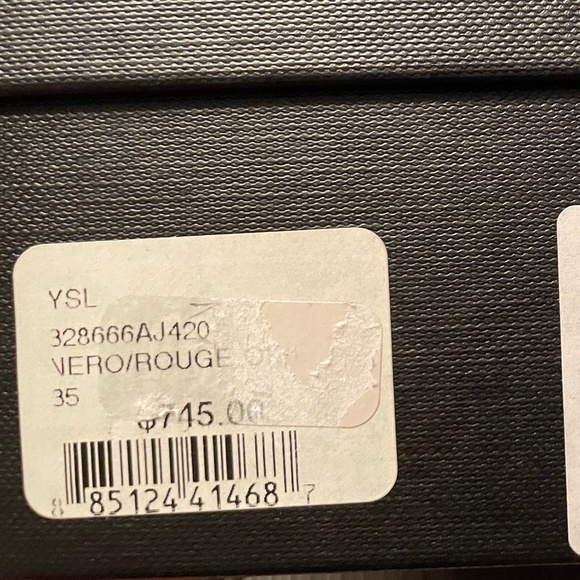 YSL
328666AJ420
NERO/ROUGE
35
$745.00
8 85124 41468 7